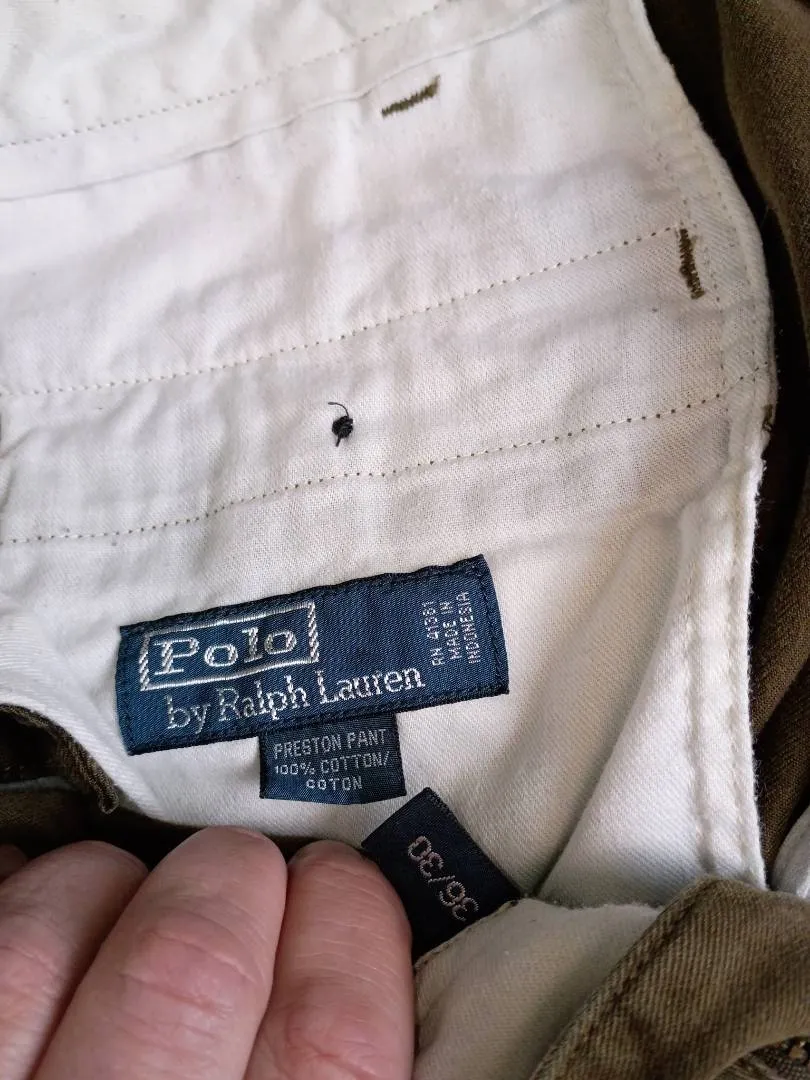 Polo
by Ralph Lauren
RN 41381
MADE IN
INDONESIA
PRESTON PANT
100% COTTON/
COTON
36/30